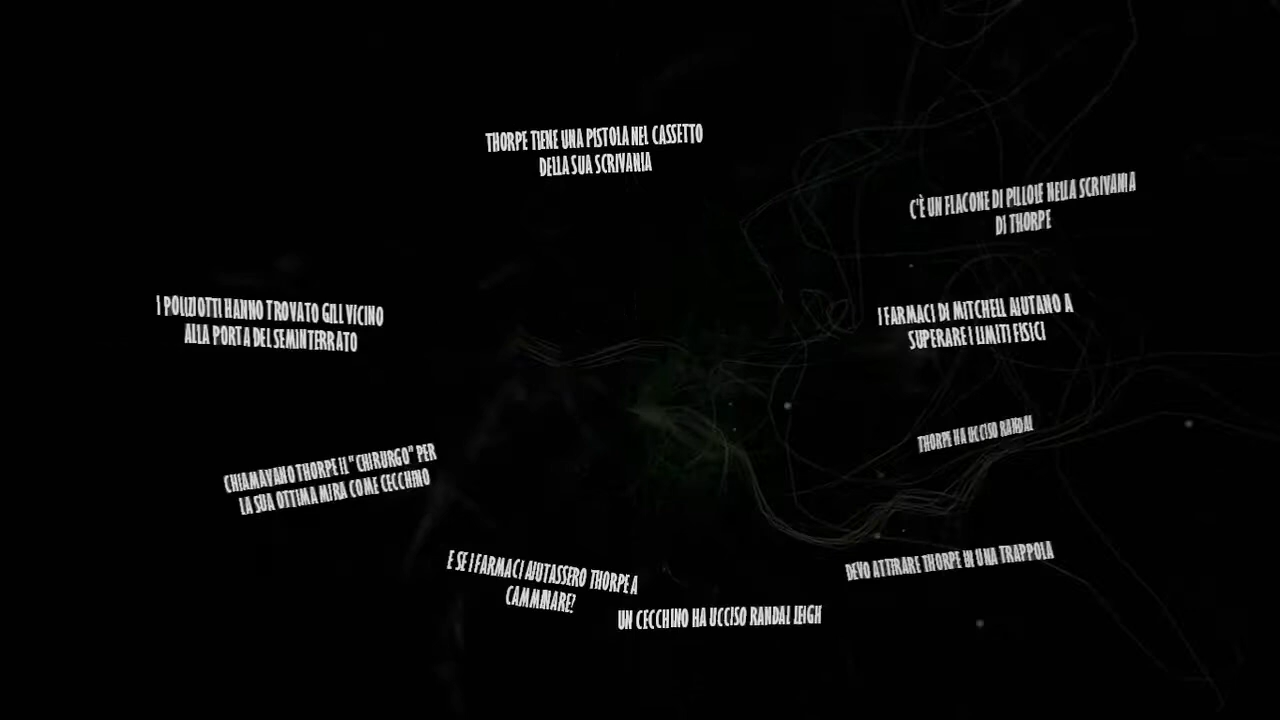 THORPE TIENE UNA PISTOLA NEL CASSETTO
DELLA SUA SCRIVANIA
C'È UN FLACONE DI PILLOLE NELLA SCRIVANIA
DI THORPE
I POLIZIOTTI HANNO TROVATO GILL VICINO
ALLA PORTA DEL SEMINTERRATO
I FARMACI DI MITCHELL AIUTANO A
SUPERARE I LIMITI FISICI
THORPE HA UCCISO RANDAL
CHIAMAVANO THORPE IL "CHIRURGO" PER
LA SUA OTTIMA MIRA COME CECCHINO
E SE I FARMACI AIUTASSERO THORPE A
CAMMINARE?
DEVO ATTIRARE THORPE IN UNA TRAPPOLA
UN CECCHINO HA UCCISO RANDAL LEIGH